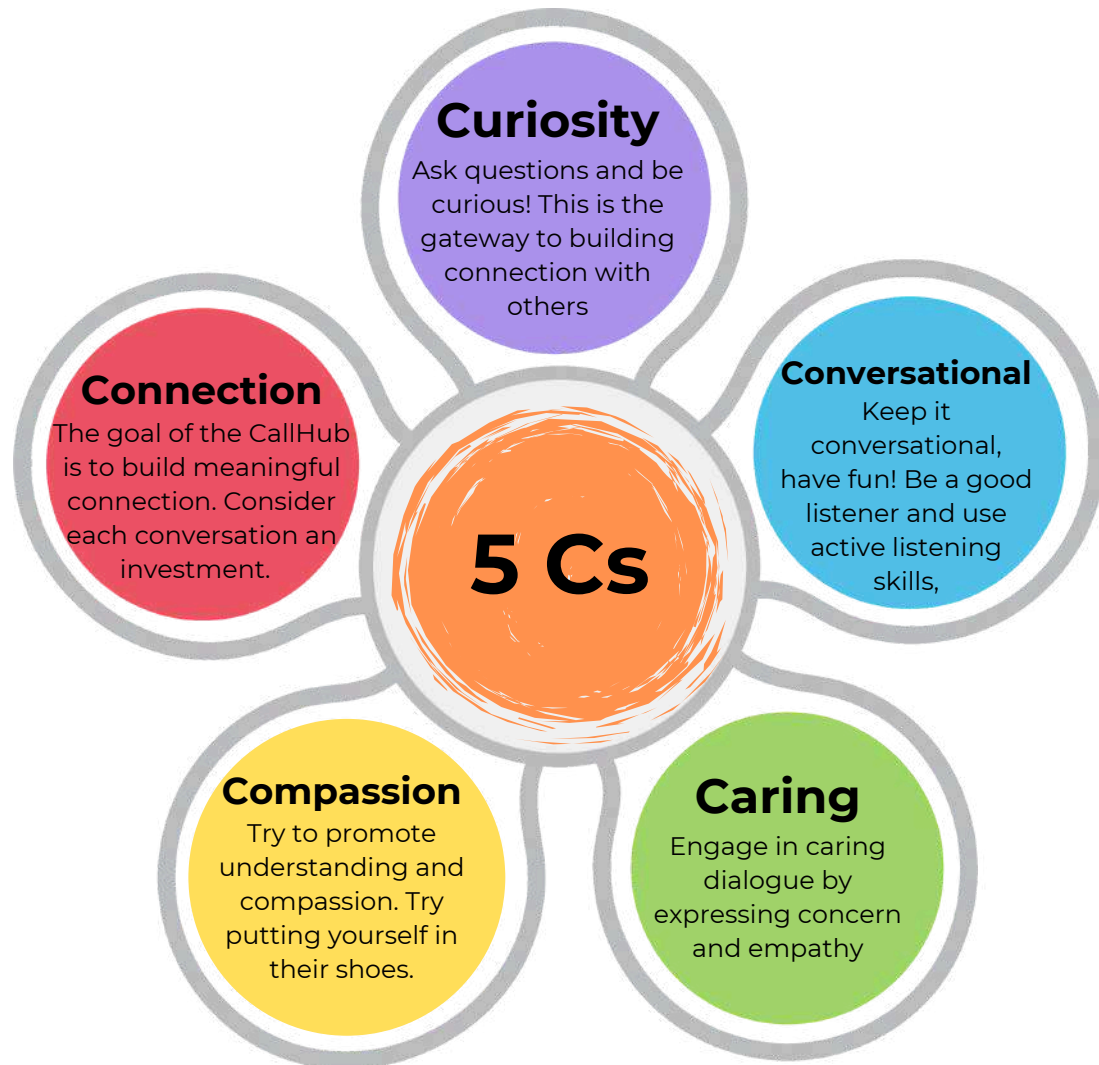 Curiosity
Ask questions and be
curious! This is the
gateway to building
connection with
others
Conversational
Keep it
conversational,
have fun! Be a good
listener and use
active listening
skills,
Caring
Engage in caring
dialogue by
expressing concern
and empathy
Compassion
Try to promote
understanding and
compassion. Try
putting yourself in
their shoes.
Connection
The goal of the CallHub
is to build meaningful
connection. Consider
each conversation an
investment.
5 Cs